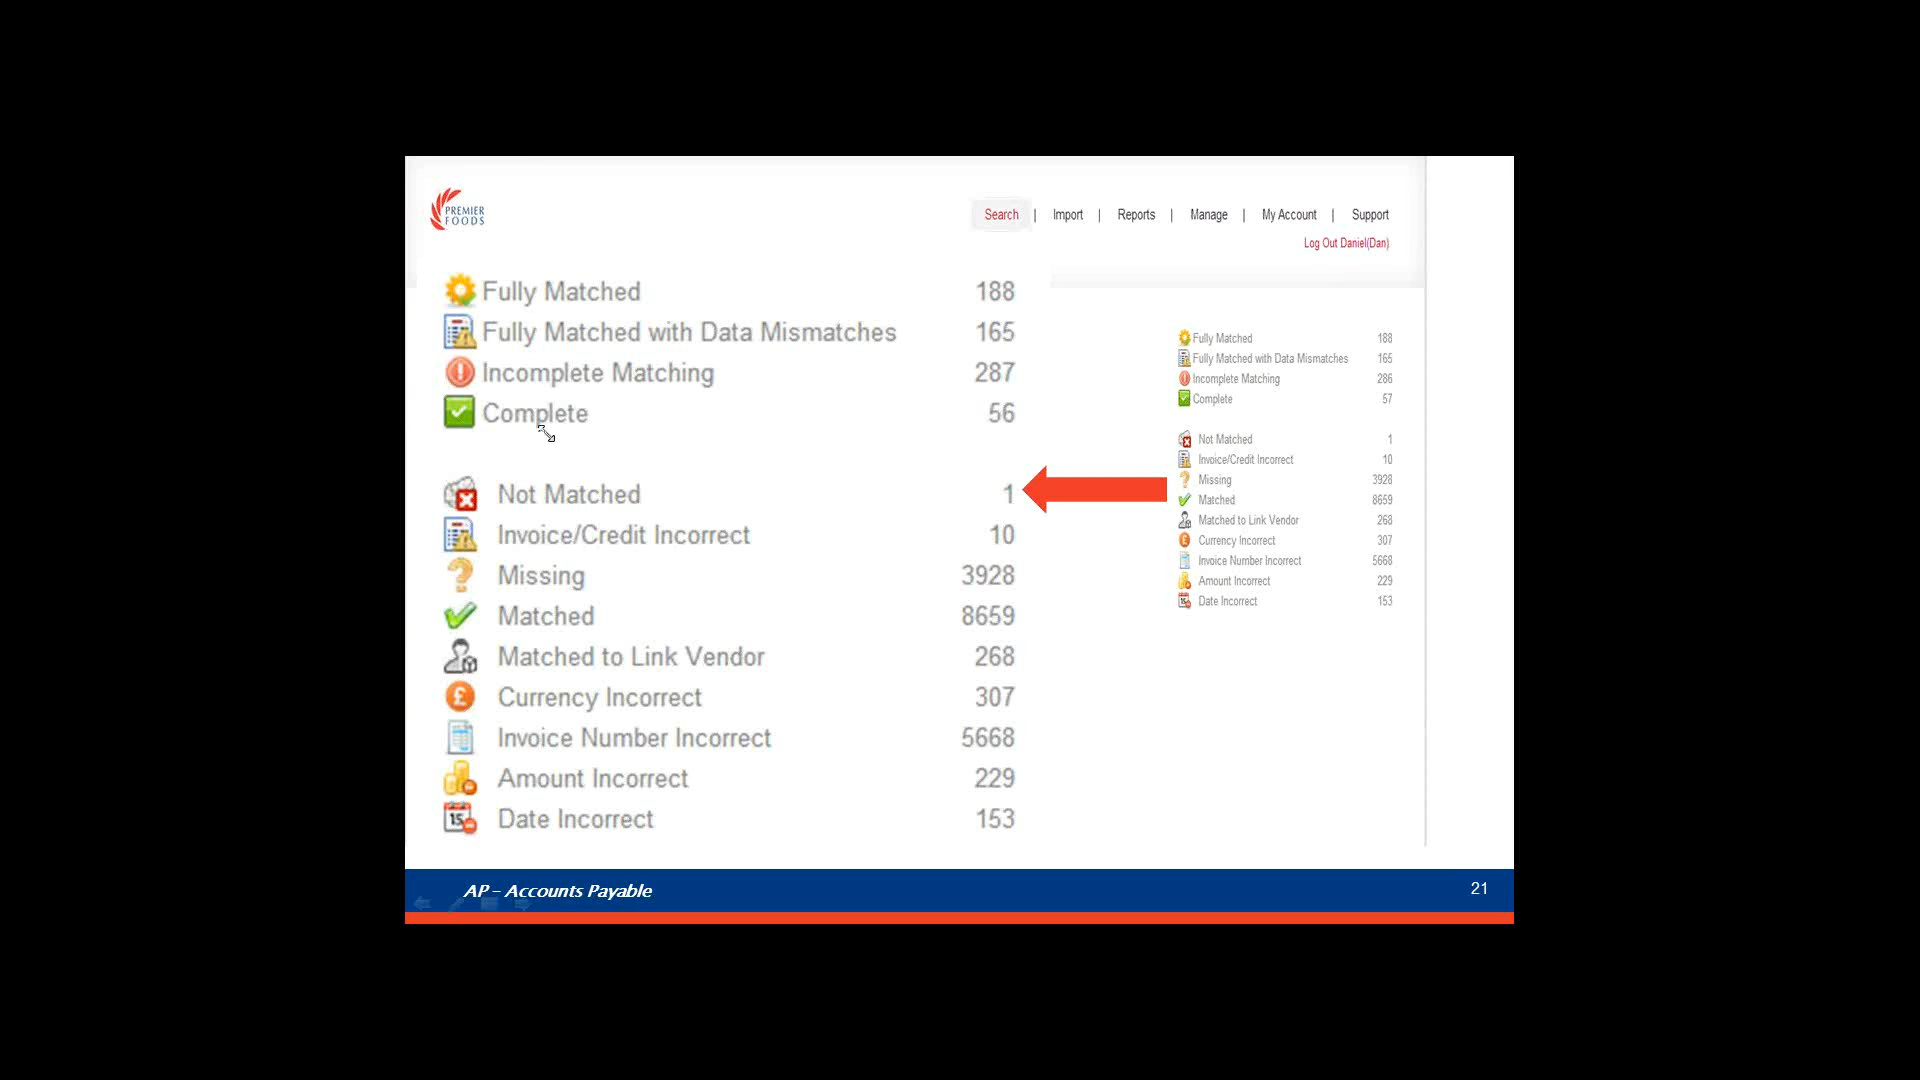 PREMIER
FOODS
Search | Import | Reports | Manage | My Account | Support
Log Out Daniel(Dan)
Fully Matched 188
Fully Matched with Data Mismatches 165
Incomplete Matching 287
Complete 56
Not Matched 1
Invoice/Credit Incorrect 10
Missing 3928
Matched 8659
Matched to Link Vendor 268
Currency Incorrect 307
Invoice Number Incorrect 5668
Amount Incorrect 229
Date Incorrect 153
Fully Matched 188
Fully Matched with Data Mismatches 165
Incomplete Matching 286
Complete 57
Not Matched 1
Invoice/Credit Incorrect 10
Missing 3928
Matched 8659
Matched to Link Vendor 268
Currency Incorrect 307
Invoice Number Incorrect 5668
Amount Incorrect 229
Date Incorrect 153
AP – Accounts Payable
21